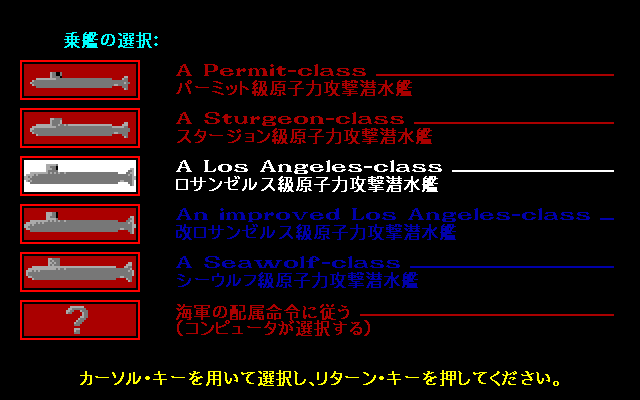 乗艦の選択:
A Permit-class
パーミット級原子力攻撃潜水艦
A Sturgeon-class
スタージョン級原子力攻撃潜水艦
A Los Angeles-class
ロサンゼルス級原子力攻撃潜水艦
An improved Los Angeles-class
改ロサンゼルス級原子力攻撃潜水艦
A Seawolf-class
シーウルフ級原子力攻撃潜水艦
?
海軍の配属命令に従う
(コンピュータが選択する)
カーソル・キーを用いて選択し、リターン・キーを押してください。